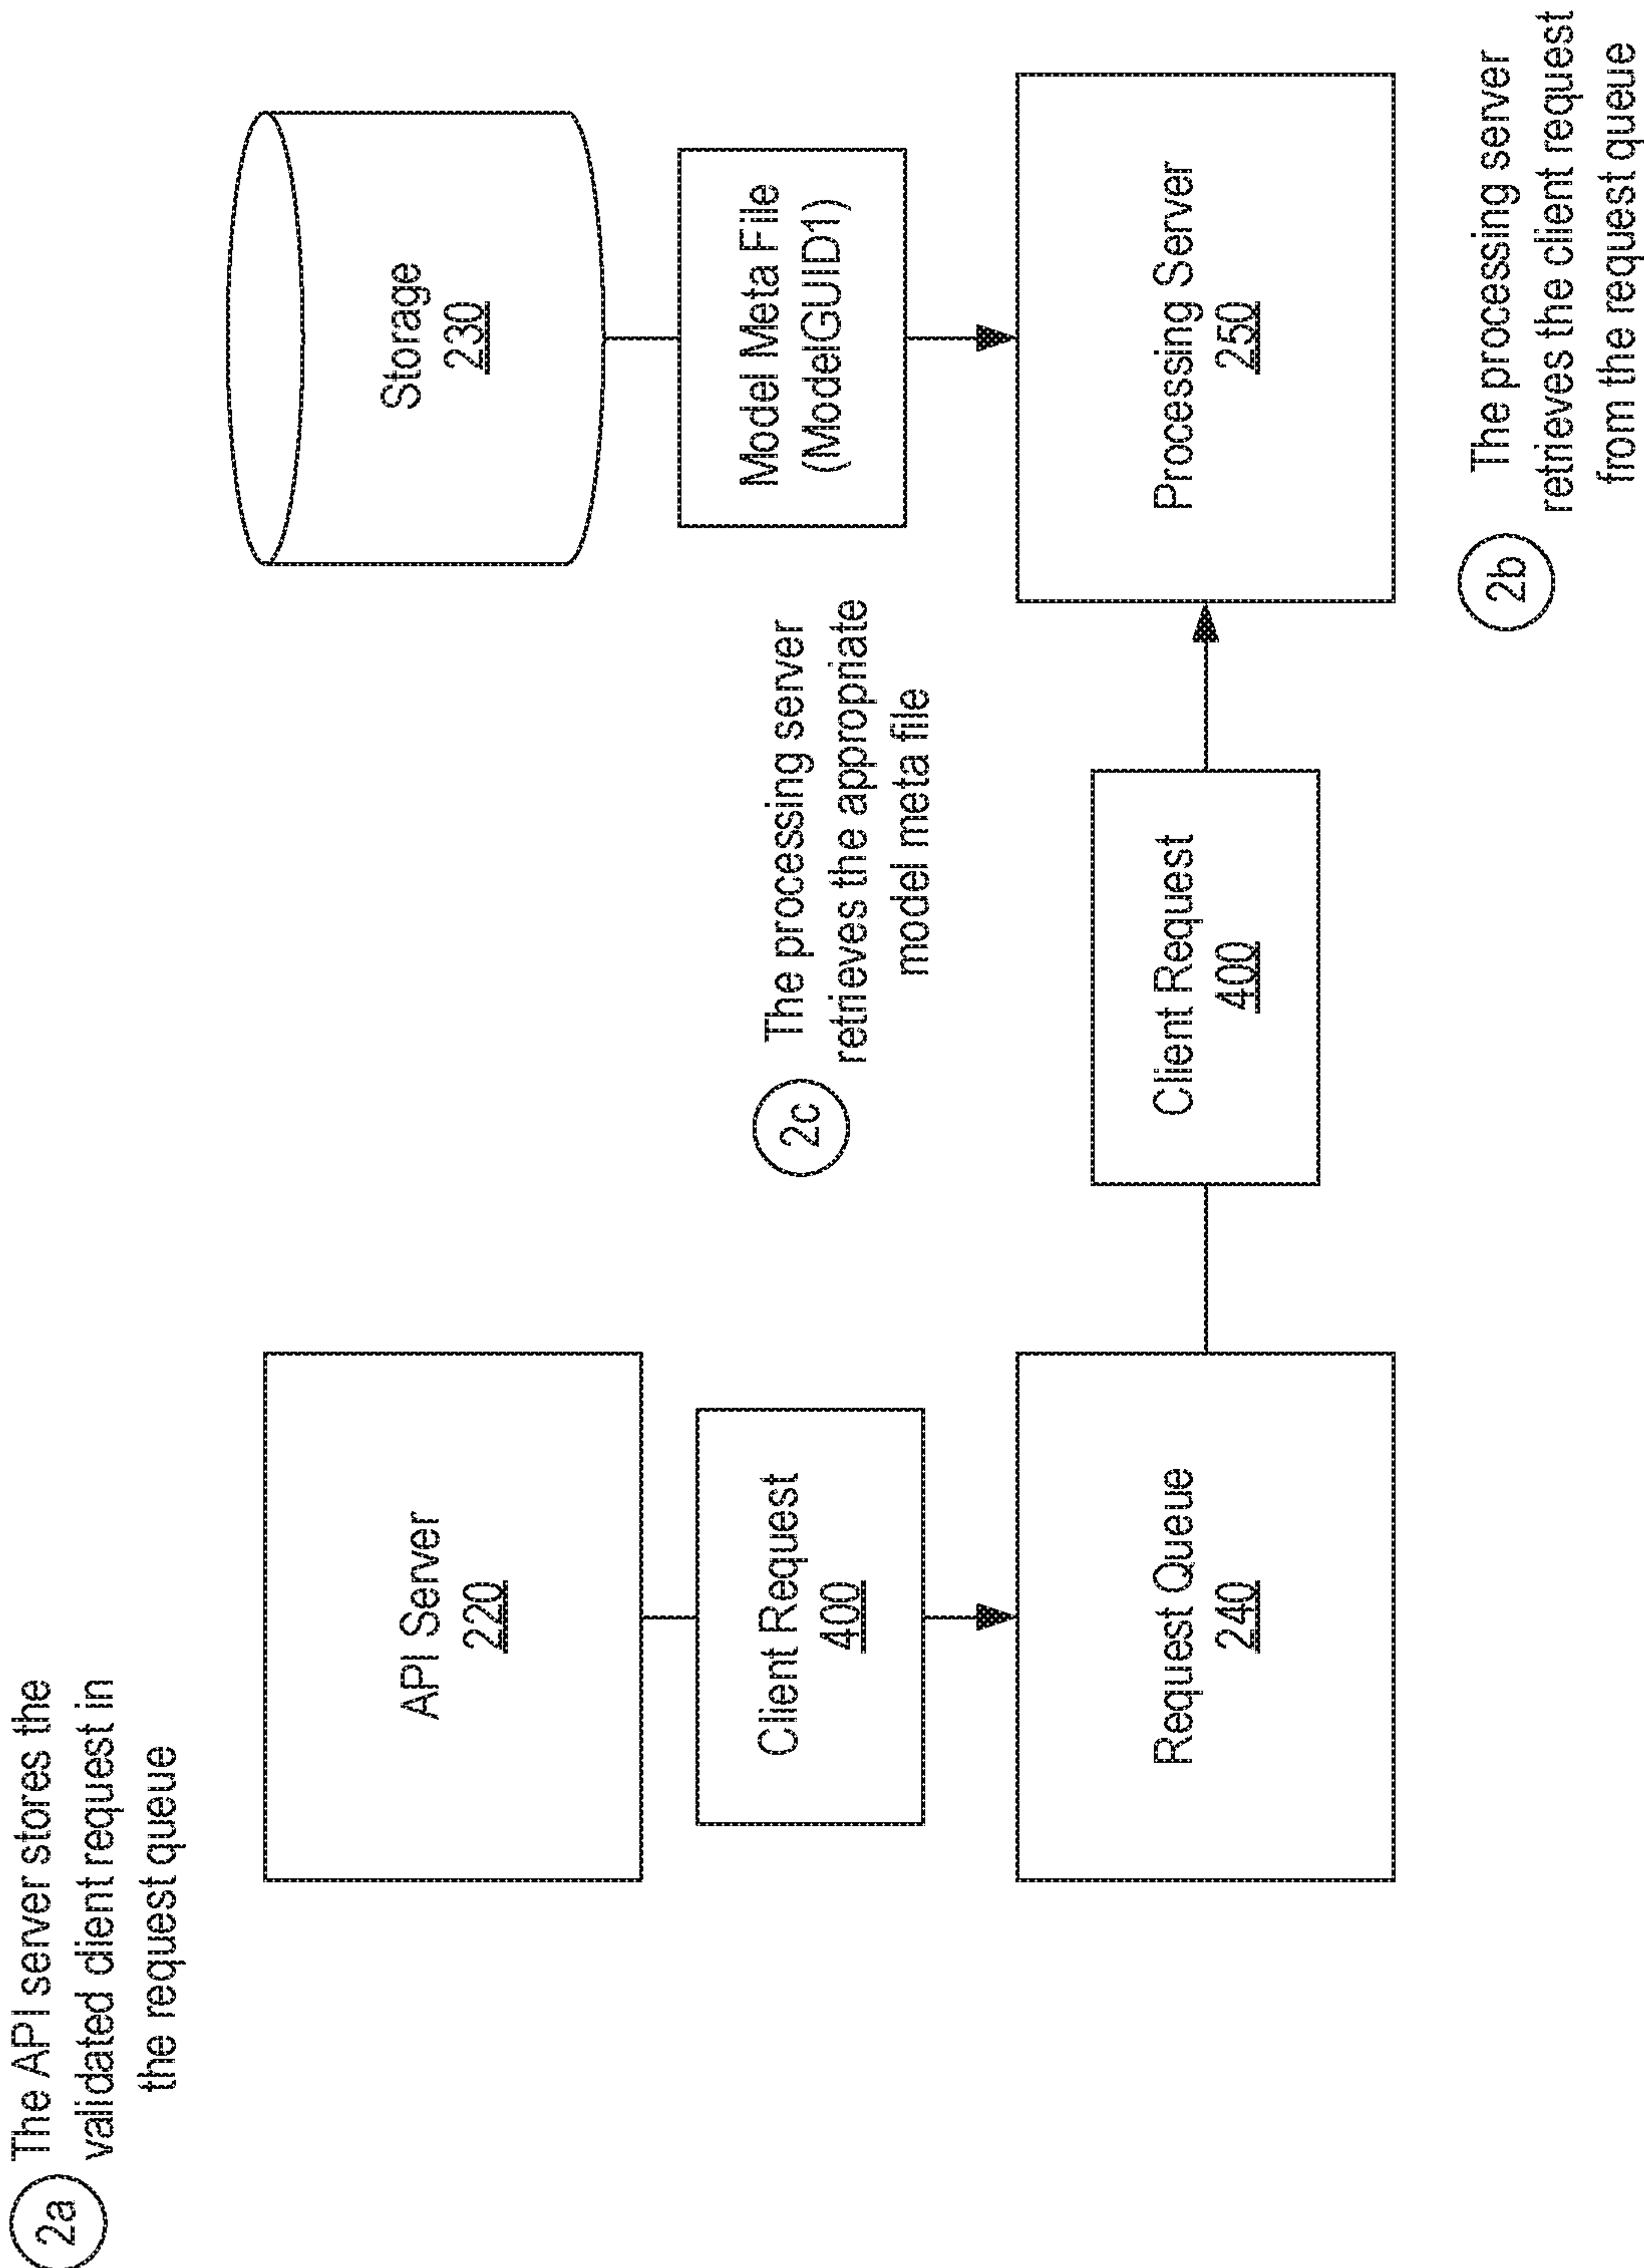 2a The API server stores the
validated client request in
the request queue
API Server
220
Client Request
400
Request Queue
240
2c The processing server
retrieves the appropriate
model meta file
Client Request
400
Storage
230
Model Meta File
(ModelGUID1)
Processing Server
250
2b The processing server
retrieves the client request
from the request queue